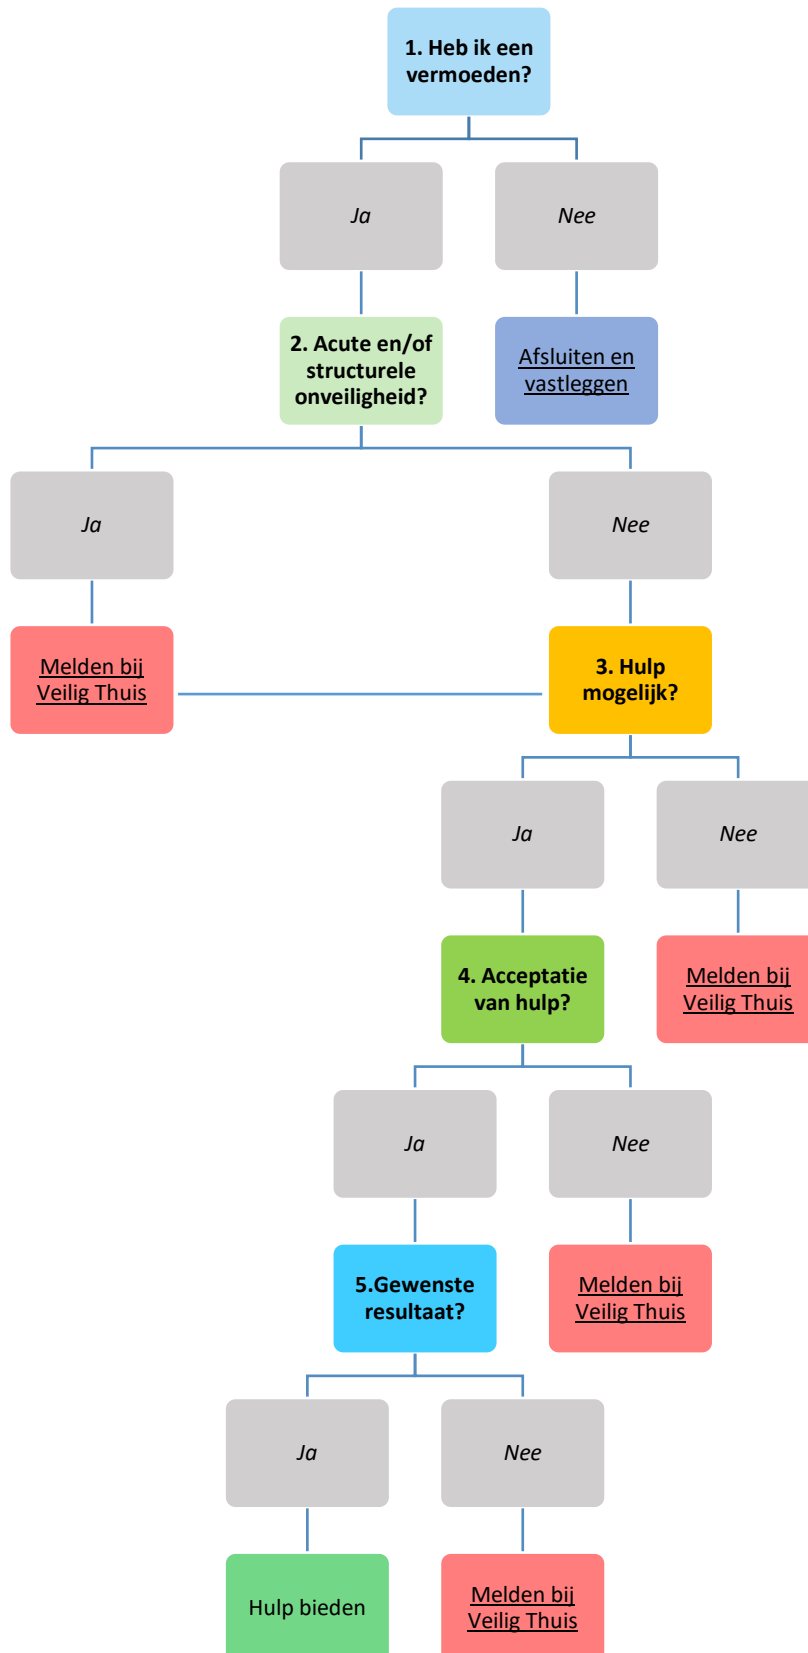 1. Heb ik een
vermoeden?
Ja
Nee
2. Acute en/of
structurele
onveiligheid?
Afsluiten en
vastleggen
Ja
Nee
Melden bij
Veilig Thuis
3. Hulp
mogelijk?
Ja
Nee
4. Acceptatie
van hulp?
Melden bij
Veilig Thuis
Ja
Nee
5.Gewenste
resultaat?
Melden bij
Veilig Thuis
Ja
Nee
Hulp bieden
Melden bij
Veilig Thuis